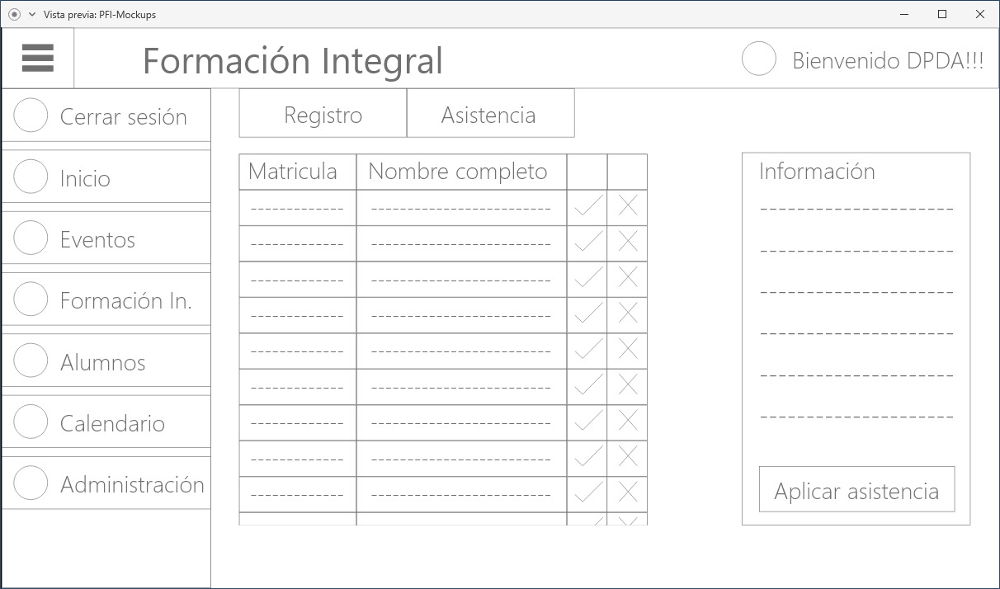 Vista previa: PFI-Mockups
Formación Integral
Bienvenido DPDA!!!
Cerrar sesión
Inicio
Eventos
Formación In.
Alumnos
Calendario
Administración
Registro
Asistencia
Matricula
Nombre completo
Información
Aplicar asistencia